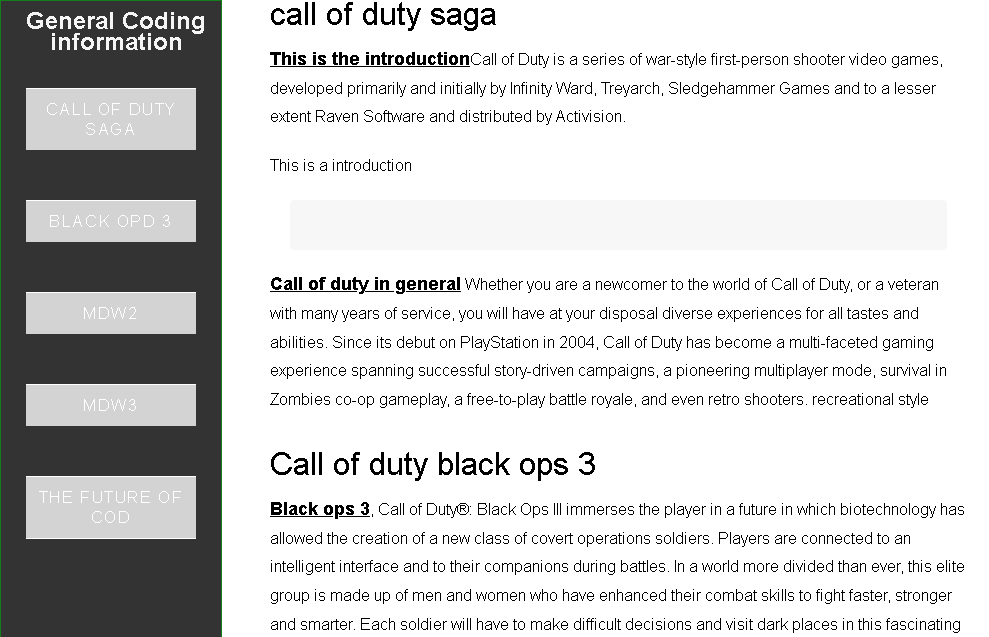 General Coding
information
CALL OF DUTY
SAGA
BLACK OPD 3
MDW2
MDW3
THE FUTURE OF
COD
call of duty saga
This is the introductionCall of Duty is a series of war-style first-person shooter video games,
developed primarily and initially by Infinity Ward, Treyarch, Sledgehammer Games and to a lesser
extent Raven Software and distributed by Activision.
This is a introduction
Call of duty in general Whether you are a newcomer to the world of Call of Duty, or a veteran
with many years of service, you will have at your disposal diverse experiences for all tastes and
abilities. Since its debut on PlayStation in 2004, Call of Duty has become a multi-faceted gaming
experience spanning successful story-driven campaigns, a pioneering multiplayer mode, survival in
Zombies co-op gameplay, a free-to-play battle royale, and even retro shooters. recreational style
Call of duty black ops 3
Black ops 3, Call of Duty®: Black Ops III immerses the player in a future in which biotechnology has
allowed the creation of a new class of covert operations soldiers. Players are connected to an
intelligent interface and to their companions during battles. In a world more divided than ever, this elite
group is made up of men and women who have enhanced their combat skills to fight faster, stronger
and smarter. Each soldier will have to make difficult decisions and visit dark places in this fascinating